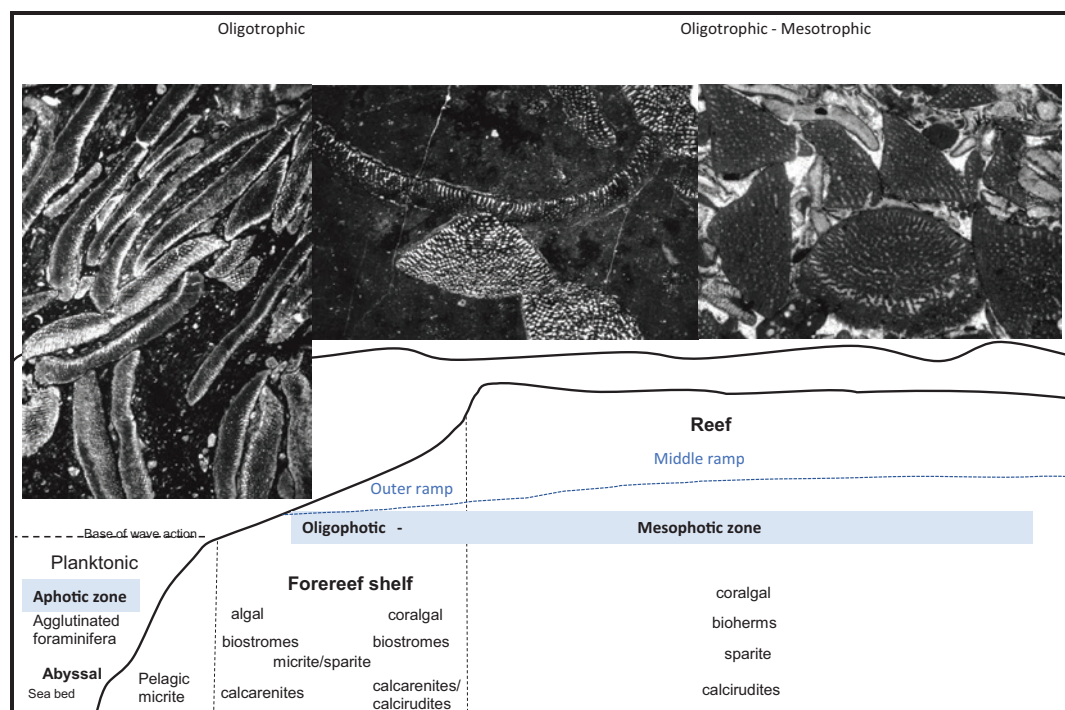 Oligotrophic
Oligotrophic - Mesotrophic
Reef
Middle ramp
Outer ramp
Oligophotic -
Mesophotic zone
Base of wave action
Planktonic
Aphotic zone
Agglutinated
foraminifera
Abyssal
Sea bed
Pelagic
micrite
Forereef shelf
algal
coralgal
biostromes
biostromes
micrite/sparite
calcarenites
calcarenites/
calcirudites
coralgal
bioherms
sparite
calcirudites